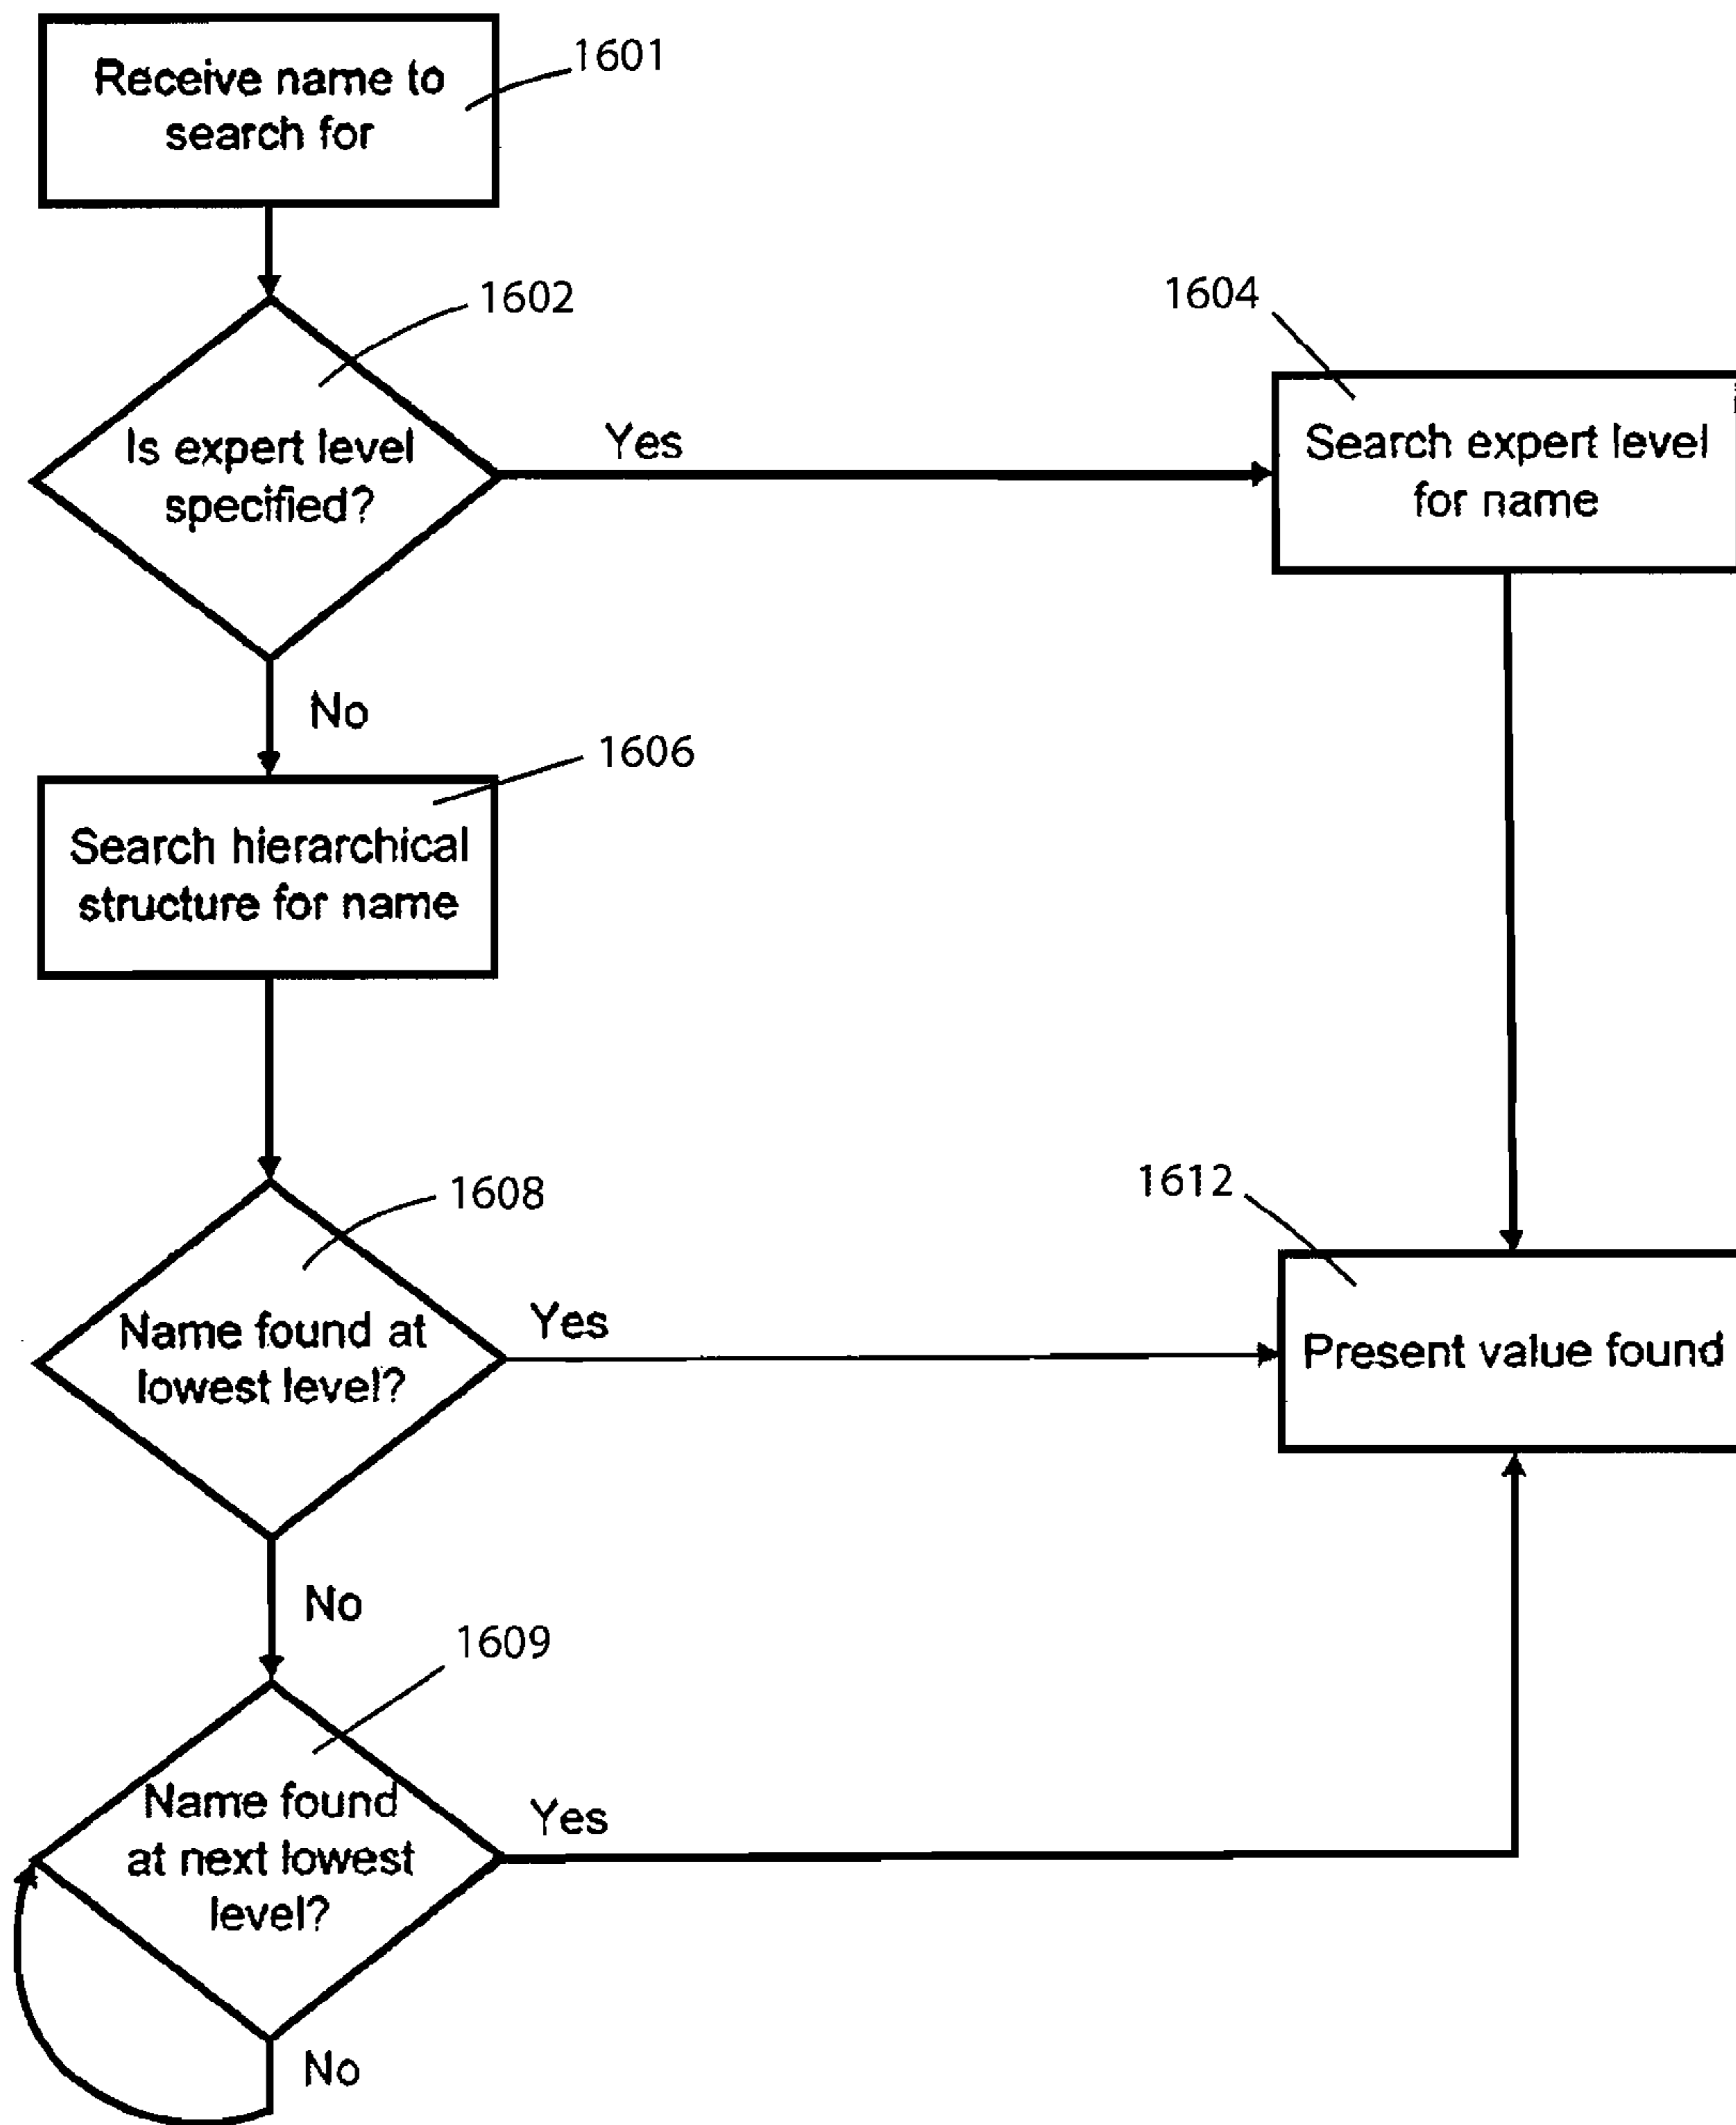 1601
Receive name to
search for
1602
1604
Is expert level
specified?
Yes
Search expert level
for name
No
1606
Search hierarchical
structure for name
1608
1612
Name found at
lowest level?
Yes
Present value found
No
1609
Name found
at next lowest
level?
Yes
No